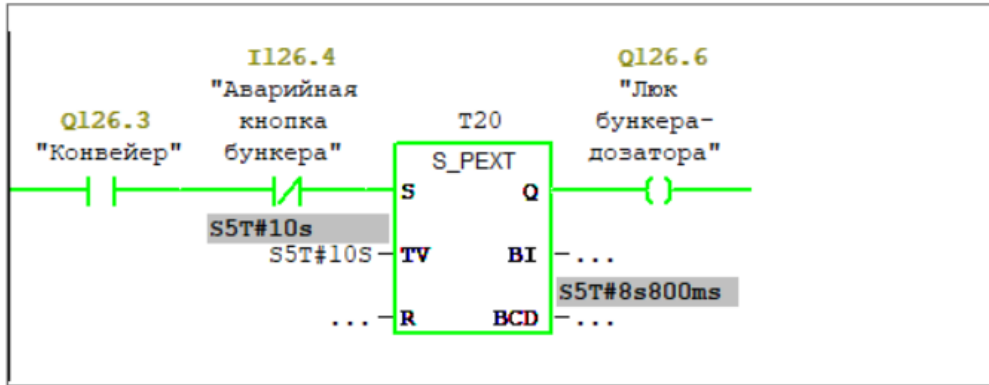 I126.4
"Аварийная
кнопка
бункера"
Q126.6
"Люк
бункера-
дозатора"
Q126.3
"Конвейер"
T20
S_PEXT
S
Q
S5T#10s
S5T#10S
TV
BI
...
S5T#8s800ms
...
R
BCD
...